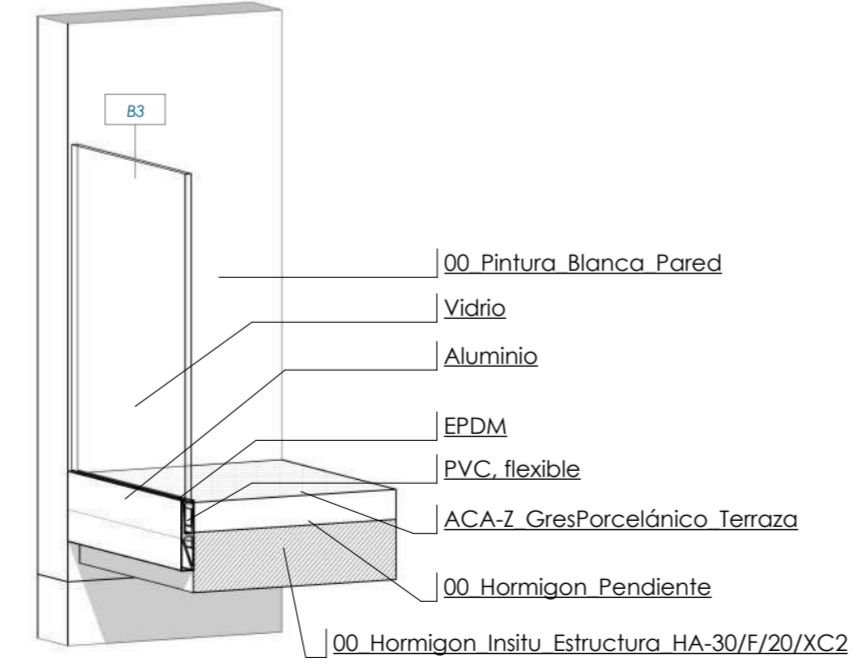 B3
00_Pintura_Blanca_Pared
Vidrio
Aluminio
EPDM
PVC, flexible
ACA-Z_GresPorcelánico_Terraza
00_Hormigon_Pendiente
00_Hormigon_Insitu_Estructura_HA-30/F/20/XC2